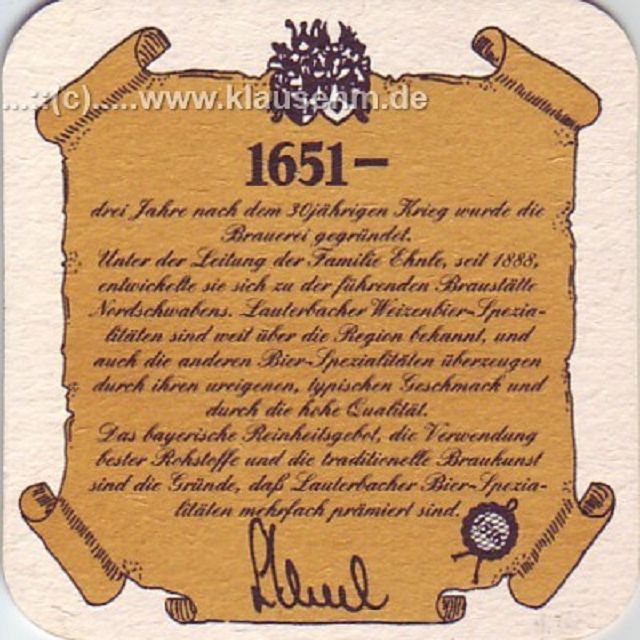 ...::(c).....www.klausehm.de
1651–
drei Jahre nach dem 30jährigen Krieg wurde die
Brauerei gegründet.
Unter der Leitung der Familie Ehnle, seit 1888,
entwickelte sie sich zu der führenden Braustätte
Nordschwabens. Lauterbacher Weizenbier-Spezia-
litäten sind weit über die Region bekannt, und
auch die anderen Bier-Spezialitäten überzeugen
durch ihren ureigenen, typischen Geschmack und
durch die hohe Qualität.
Das bayerische Reinheitsgebot, die Verwendung
bester Rohstoffe und die traditionelle Braukunst
sind die Gründe, daß Lauterbacher Bier-Spezia-
litäten mehrfach prämiert sind.